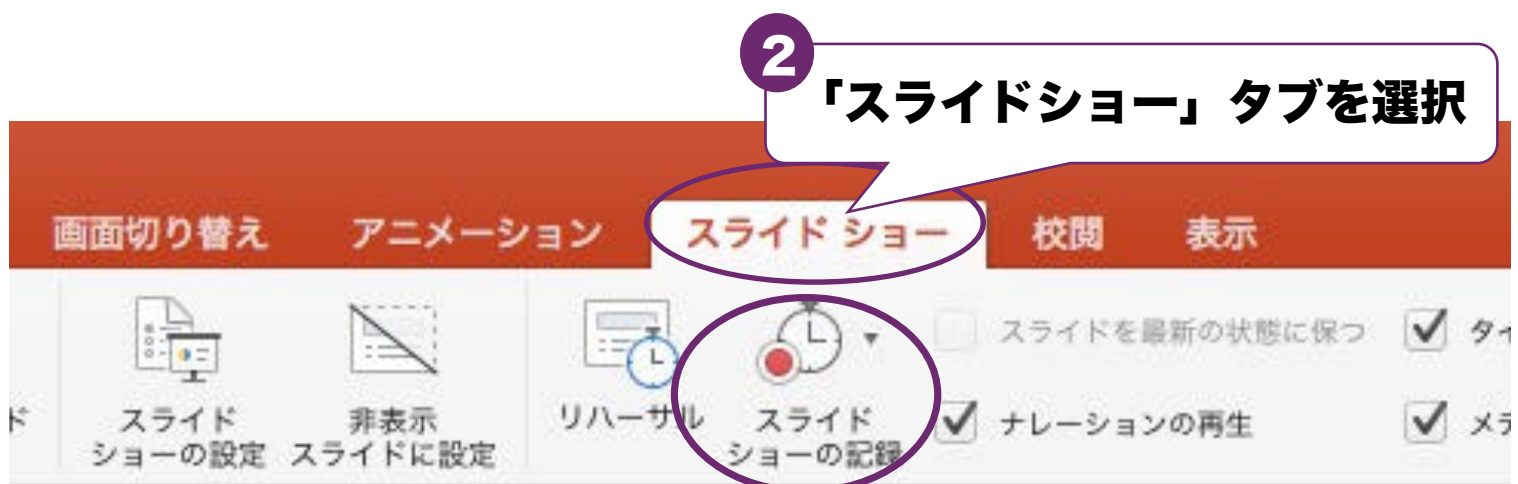 2
「スライドショー」タブを選択
画面切り替え アニメーション スライド ショー 校閲 表示
スライドを最新の状態に保つ タイ
ド スライド 非表示 リハーサル スライド ナレーションの再生 メデ
ショーの設定 スライドに設定 ショーの記録